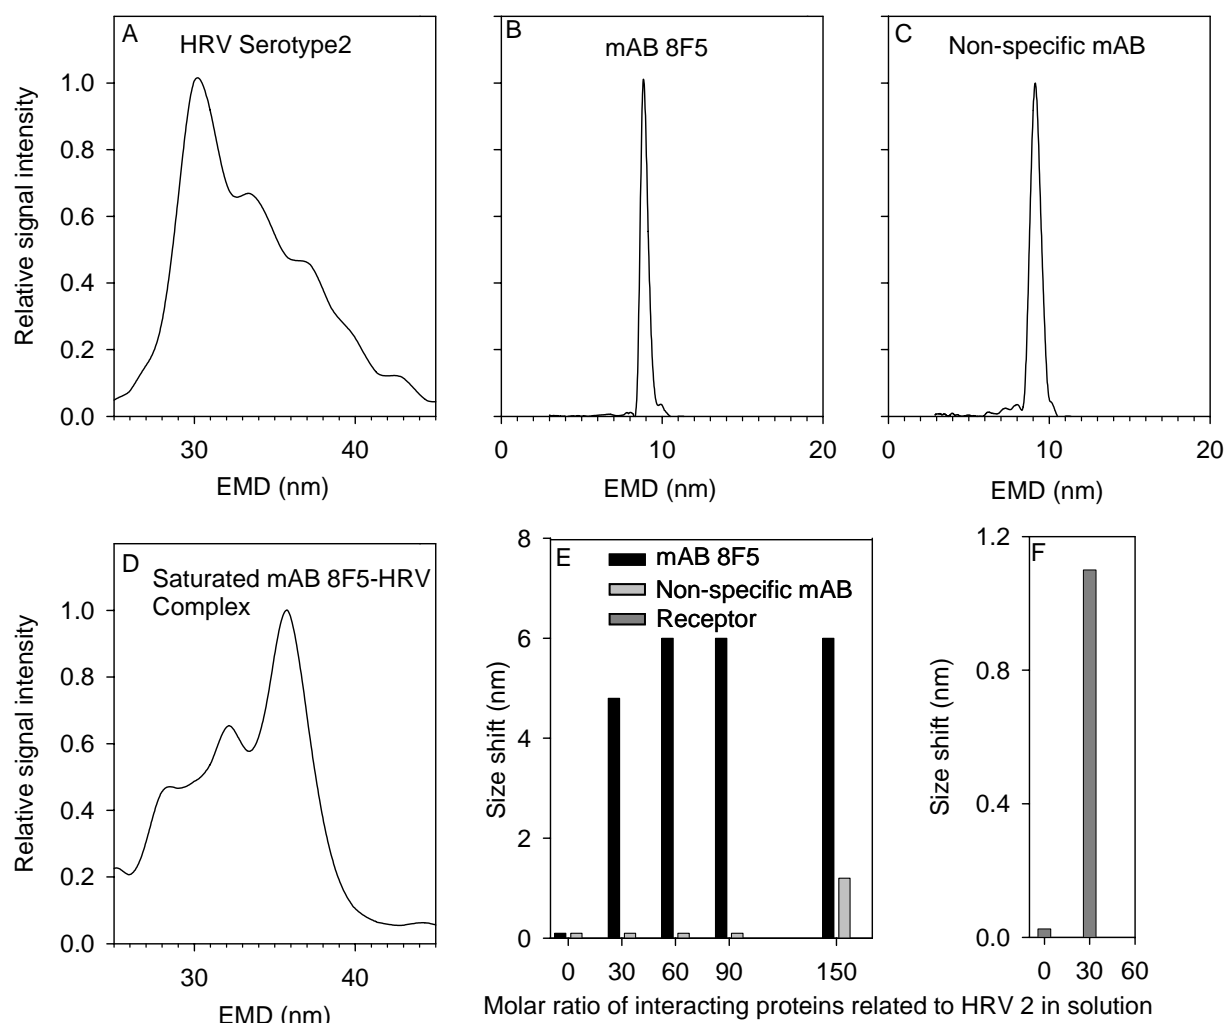 A
HRV Serotype2
Relative signal intensity
1.0
0.8
0.6
0.4
0.2
0.0
30
40
EMD (nm)
B
mAB 8F5
0
10
20
EMD (nm)
C
Non-specific mAB
0
10
20
EMD (nm)
D
Saturated mAB 8F5-HRV
Complex
Relative signal intensity
1.0
0.8
0.6
0.4
0.2
0.0
30
40
EMD (nm)
E
mAB 8F5
Non-specific mAB
Receptor
Size shift (nm)
8
6
4
2
0
0
30
60
90
150
F
Size shift (nm)
1.2
0.8
0.4
0.0
0
30
60
Molar ratio of interacting proteins related to HRV 2 in solution